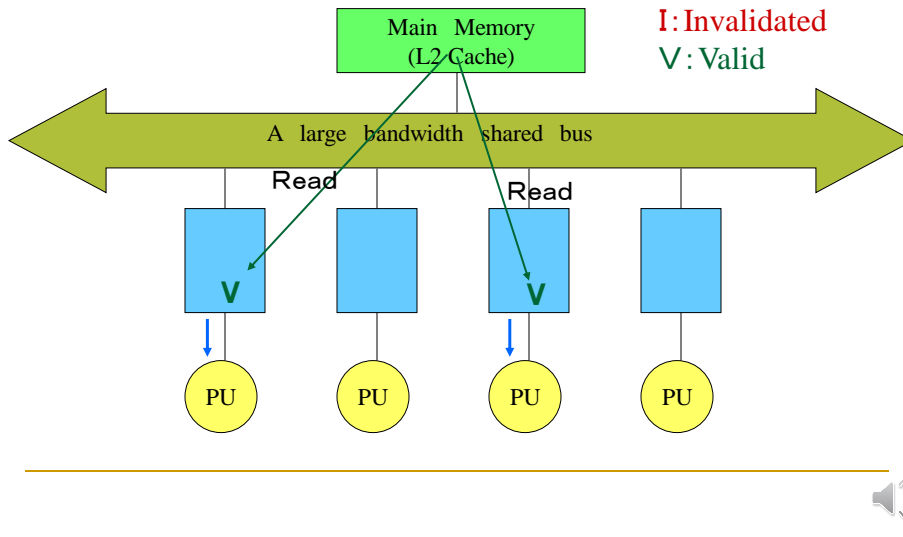 Main Memory
(L2 Cache)
I：Invalidated
V：Valid
A large bandwidth shared bus
Read
Read
V
V
PU
PU
PU
PU